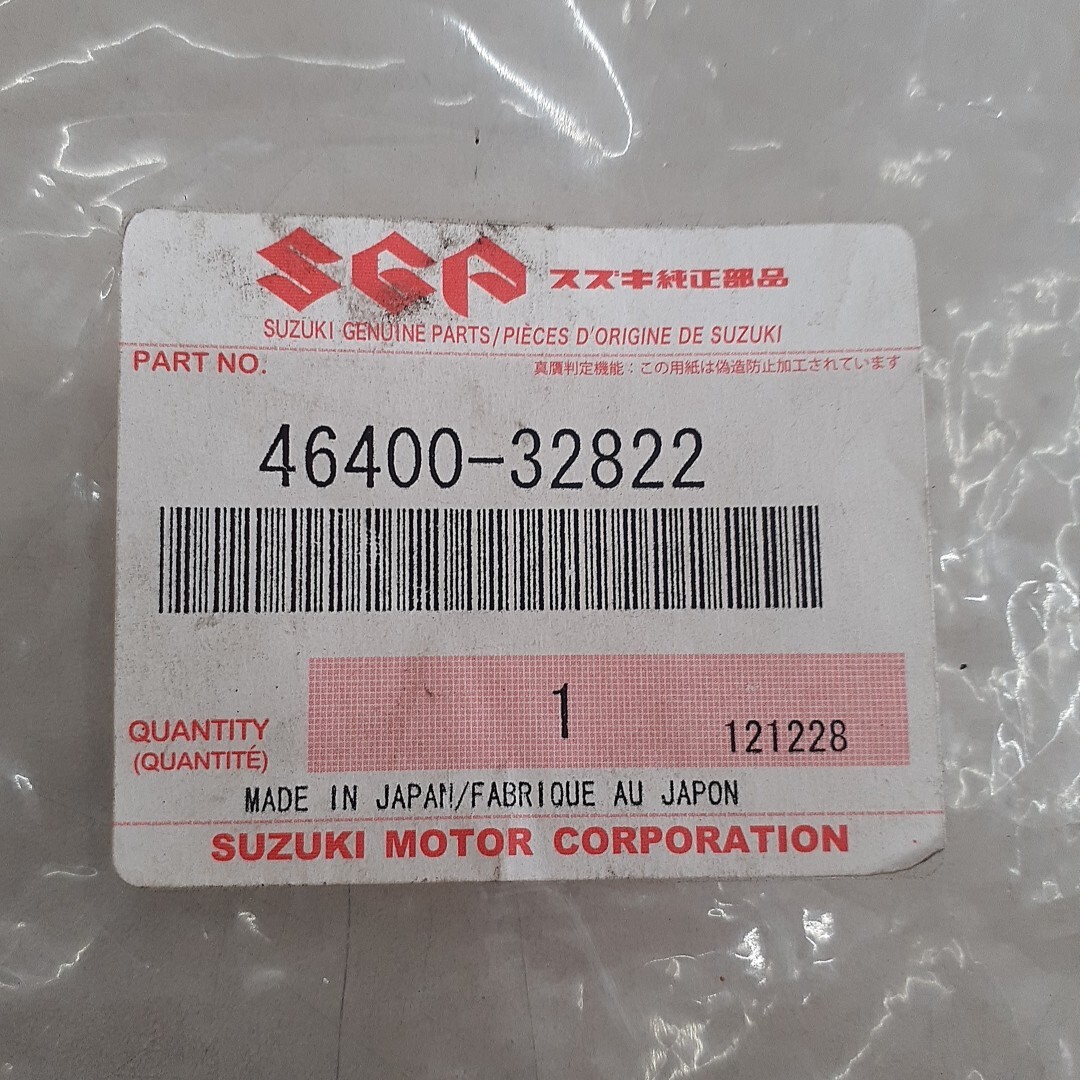 SGP スズキ純正部品
SUZUKI GENUINE PARTS/PIÈCES D'ORIGINE DE SUZUKI
PART NO. 真贋判定機能：この用紙は偽造防止加工されています
46400-32822
1
121228
QUANTITY
(QUANTITÉ)
MADE IN JAPAN/FABRIQUE AU JAPON
SUZUKI MOTOR CORPORATION